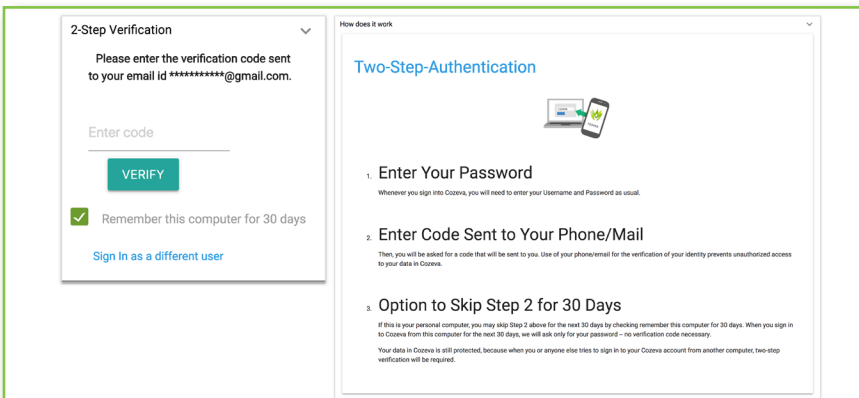 2-Step Verification
Please enter the verification code sent
to your email id ***********@gmail.com.
Enter code
VERIFY
Remember this computer for 30 days
Sign In as a different user
How does it work
Two-Step-Authentication
1. Enter Your Password
Whenever you sign into Cozeva, you will need to enter your Username and Password as usual.
2. Enter Code Sent to Your Phone/Mail
Then, you will be asked for a code that will be sent to you. Use of your phone/email for the verification of your identity prevents unauthorized access
to your data in Cozeva.
3. Option to Skip Step 2 for 30 Days
If this is your personal computer, you may skip Step 2 above for the next 30 days by checking remember this computer for 30 days. When you sign in
to Cozeva from this computer for the next 30 days, we will ask only for your password – no verification code necessary.
Your data in Cozeva is still protected, because when you or anyone else tries to sign in to your Cozeva account from another computer, two-step
verification will be required.